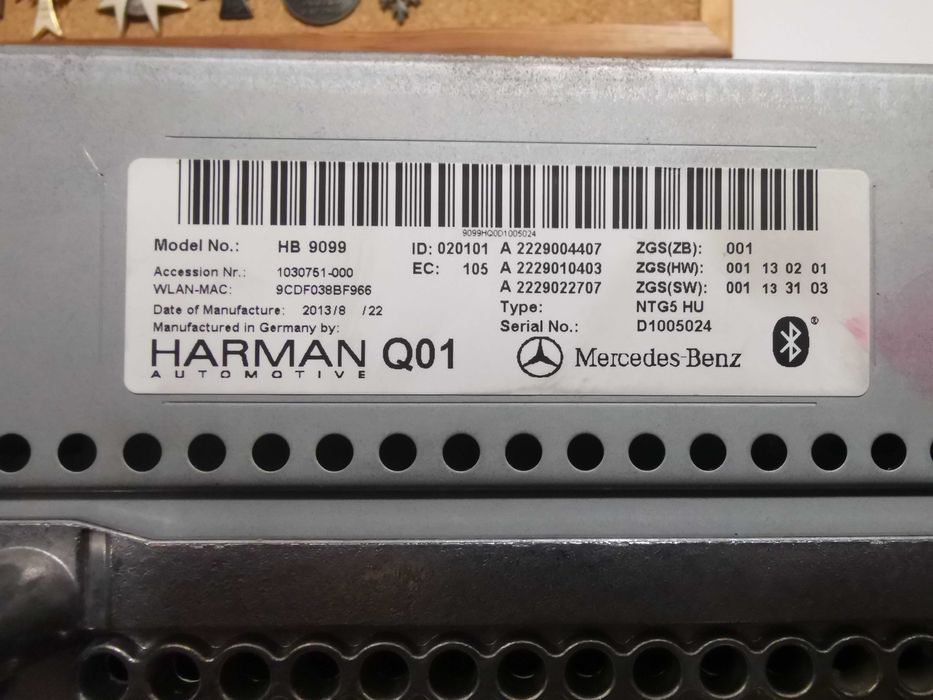 9099HQ0D1005024
Model No.: HB 9099 ID: 020101 A 2229004407 ZGS(ZB): 001
Accession Nr.: 1030751-000 EC: 105 A 2229010403 ZGS(HW): 001 13 02 01
WLAN-MAC: 9CDF038BF966 A 2229022707 ZGS(SW): 001 13 31 03
Date of Manufacture: 2013/8 /22 Type: NTG5 HU
Manufactured in Germany by: Serial No.: D1005024
HARMAN Q01 Mercedes-Benz ®
AUTOMOTIVE